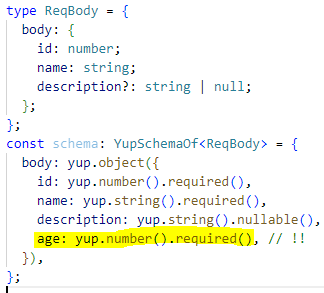 type ReqBody = {
  body: {
    id: number;
    name: string;
    description?: string | null;
  };
};
const schema: YupSchemaOf<ReqBody> = {
  body: yup.object({
    id: yup.number().required(),
    name: yup.string().required(),
    description: yup.string().nullable(),
    age: yup.number().required(), // !!
  }),
};